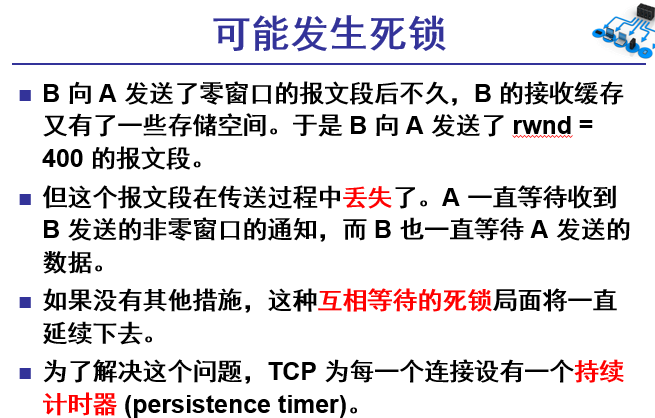 可能发生死锁
B 向 A 发送了零窗口的报文段后不久，B 的接收缓存
又有了一些存储空间。于是 B 向 A 发送了 rwnd =
400 的报文段。
但这个报文段在传送过程中丢失了。A 一直等待收到
B 发送的非零窗口的通知，而 B 也一直等待 A 发送的
数据。
如果没有其他措施，这种互相等待的死锁局面将一直
延续下去。
为了解决这个问题，TCP 为每一个连接设有一个持续
计时器 (persistence timer)。